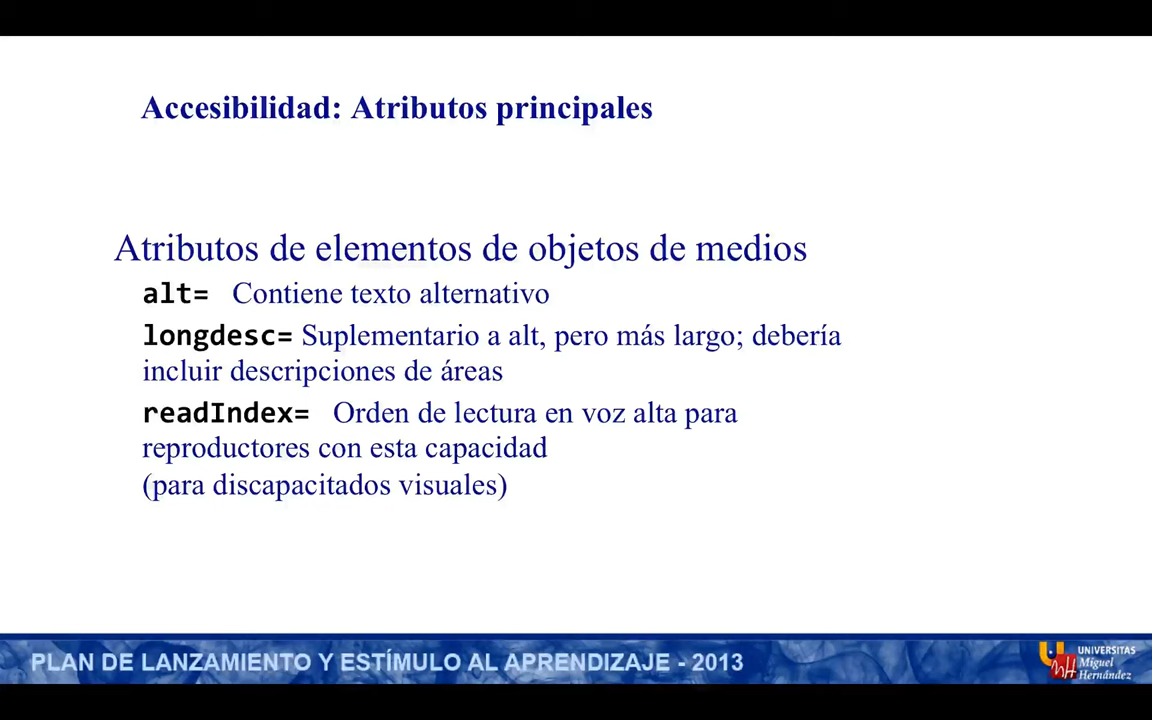 Accesibilidad: Atributos principales
Atributos de elementos de objetos de medios
alt= Contiene texto alternativo
longdesc= Suplementario a alt, pero más largo; debería
incluir descripciones de áreas
readIndex= Orden de lectura en voz alta para
reproductores con esta capacidad
(para discapacitados visuales)
PLAN DE LANZAMIENTO Y ESTÍMULO AL APRENDIZAJE - 2013
UNIVERSITAS
Miguel
Hernández